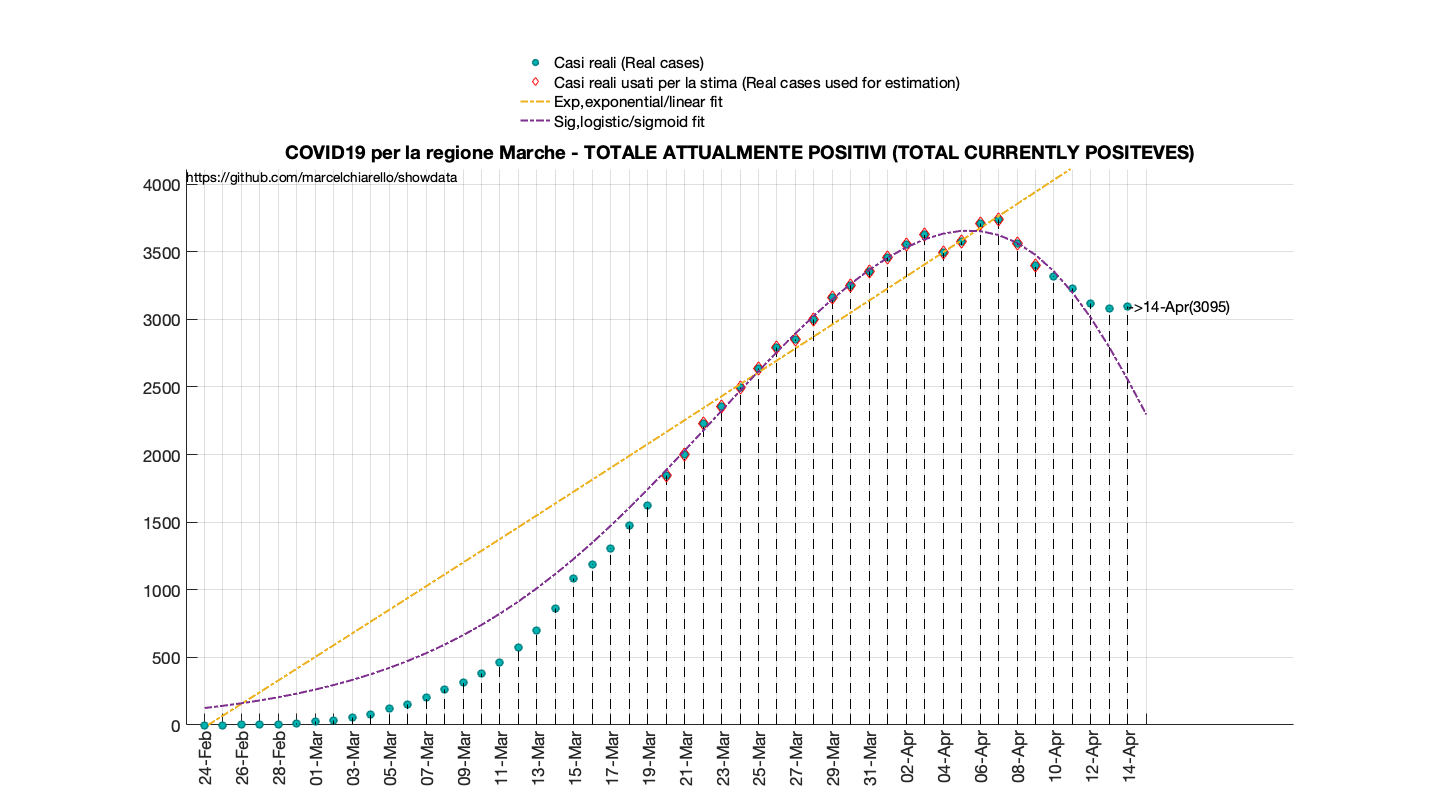 Casi reali (Real cases)
Casi reali usati per la stima (Real cases used for estimation)
Exp,exponential/linear fit
Sig,logistic/sigmoid fit
COVID19 per la regione Marche - TOTALE ATTUALMENTE POSITIVI (TOTAL CURRENTLY POSITEVES)
https://github.com/marcelchiarello/showdata
4000
3500
3000
2500
2000
1500
1000
500
0
->14-Apr(3095)
24-Feb
26-Feb
28-Feb
01-Mar
03-Mar
05-Mar
07-Mar
09-Mar
11-Mar
13-Mar
15-Mar
17-Mar
19-Mar
21-Mar
23-Mar
25-Mar
27-Mar
29-Mar
31-Mar
02-Apr
04-Apr
06-Apr
08-Apr
10-Apr
12-Apr
14-Apr